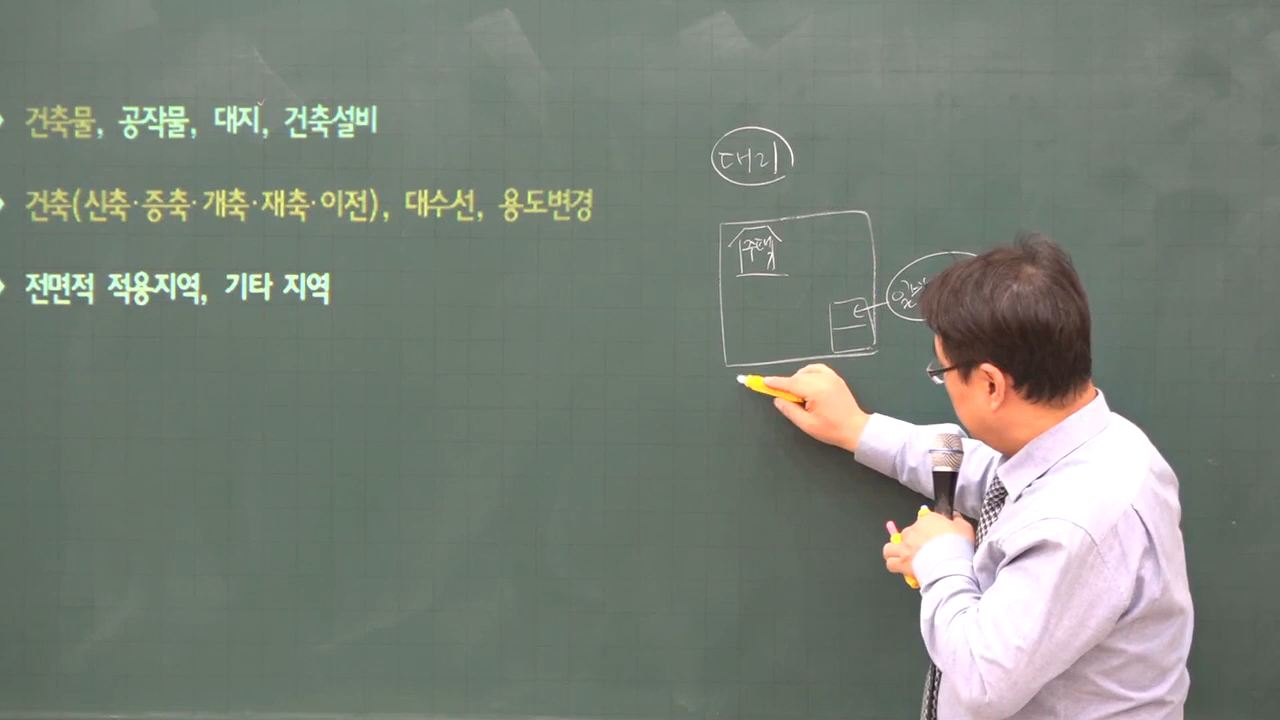 건축물, 공작물, 대지, 건축설비
건축(신축·증축·개축·재축·이전), 대수선, 용도변경
전면적 적용지역, 기타 지역
대리
주택